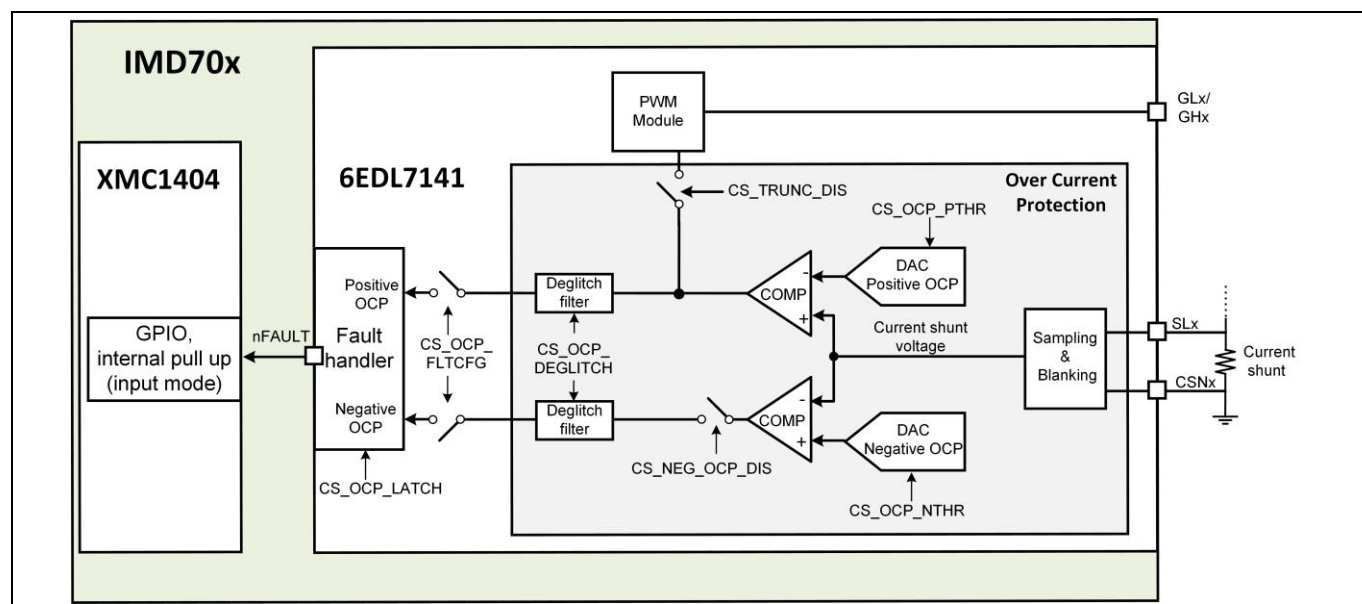 IMD70x
XMC1404
GPIO,
internal pull up
(input mode)
nFAULT
6EDL7141
PWM
Module
GLx/
GHx
Over Current
Protection
CS_TRUNC_DIS
CS_OCP_PTHR
Positive
OCP
Fault
handler
Negative
OCP
CS_OCP_LATCH
CS_OCP_
FLTCFG
Deglitch
filter
CS_OCP_
DEGLITCH
Deglitch
filter
CS_NEG_OCP_DIS
-
COMP
+
DAC
Positive OCP
Current shunt
voltage
-
COMP
+
DAC
Negative OCP
CS_OCP_NTHR
Sampling
&
Blanking
SLx
CSNx
Current
shunt